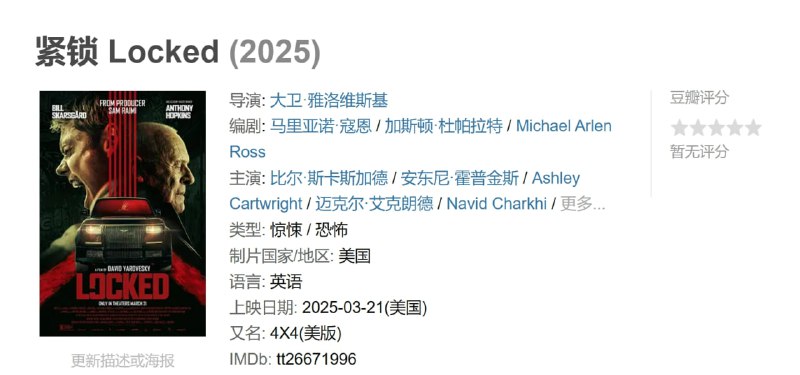 紧锁 Locked (2025)
BILL SKARSGÅRD
FROM PRODUCER SAM RAIMI
ANTHONY HOPKINS
A FILM BY DAVID YAROVESKY
LOCKED
ONLY IN THEATERS MARCH 21
更新描述或海报
导演: 大卫·雅洛维斯基
编剧: 马里亚诺·寇恩 / 加斯顿·杜帕拉特 / Michael Arlen
Ross
主演: 比尔·斯卡斯加德 / 安东尼·霍普金斯 / Ashley
Cartwright / 迈克尔·艾克朗德 / Navid Charkhi / 更多...
类型: 惊悚 / 恐怖
制片国家/地区: 美国
语言: 英语
上映日期: 2025-03-21(美国)
又名: 4X4(美版)
IMDb: tt26671996
豆瓣评分
暂无评分